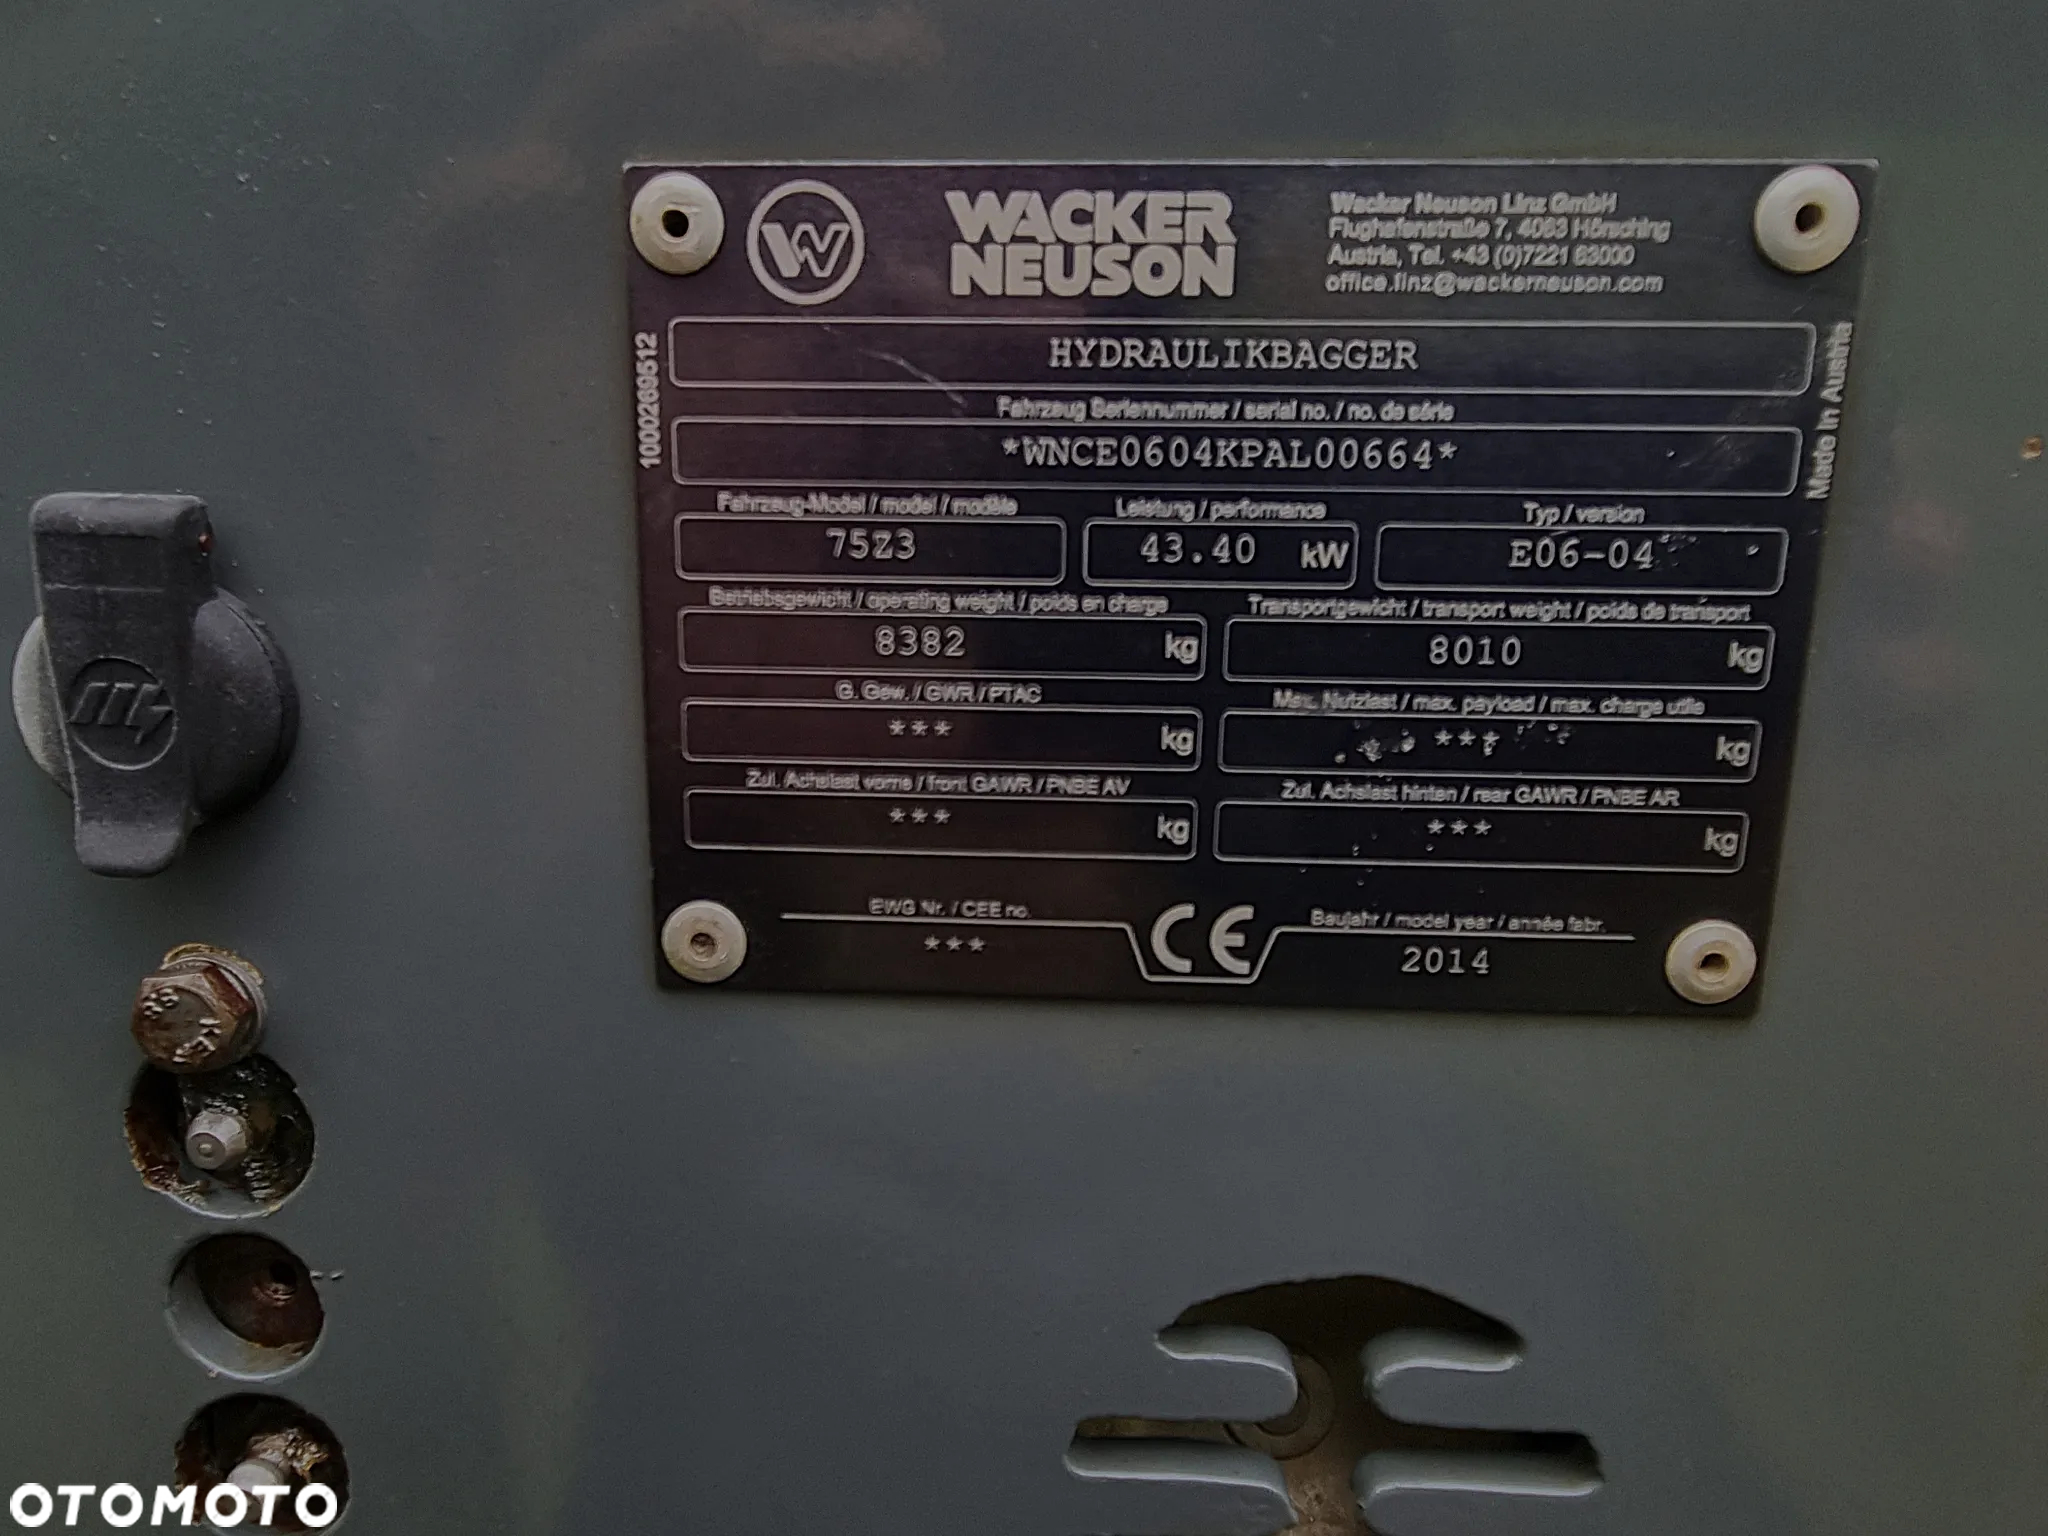 WACKER
NEUSON
Wacker Neuson Linz GmbH
Flughafenstraße 7, 4063 Hörsching
Austria, Tel. +43 (0)7221 63000
office.linz@wackerneuson.com
1000269512
HYDRAULIKBAGGER
Made in Austria
Fahrzeug Seriennummer / serial no. / no. de série
*WNCE0604KPAL00664*
Fahrzeug-Model / model / modèle
Leistung / performance
Typ / version
75Z3
43.40 kW
E06-04
Betriebsgewicht / operating weight / poids en charge
Transportgewicht / transport weight / poids de transport
8382 kg
8010 kg
G. Gew. / GWR / PTAC
Max. Nutzlast / max. payload / max. charge utile
*** kg
*** kg
Zul. Achslast vorne / front GAWR / PNBE AV
Zul. Achslast hinten / rear GAWR / PNBE AR
*** kg
*** kg
EWG Nr. / CEE no.
***
CE
Baujahr / model year / année fabr.
2014
OTOMOTO